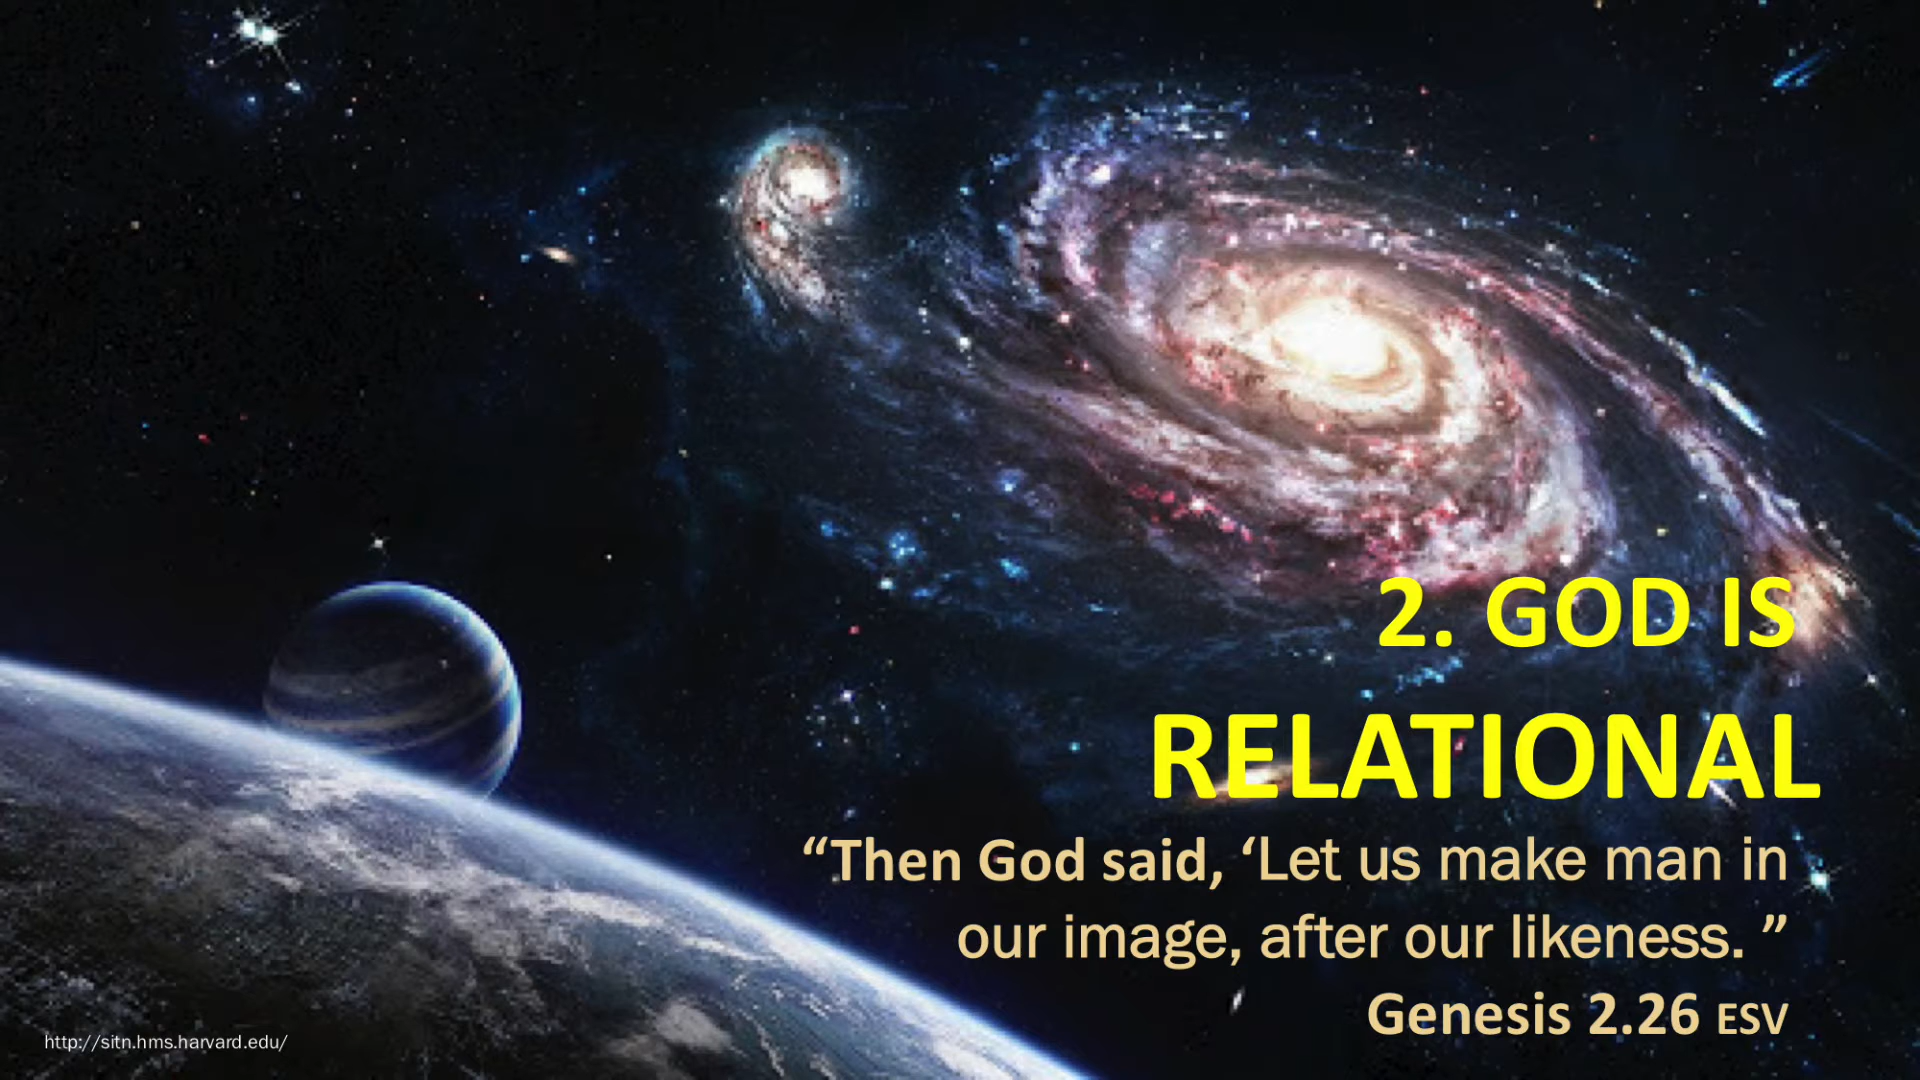 2. GOD IS
RELATIONAL
“Then God said, ‘Let us make man in
our image, after our likeness. ”
Genesis 2.26 ESV
http://sitn.hms.harvard.edu/